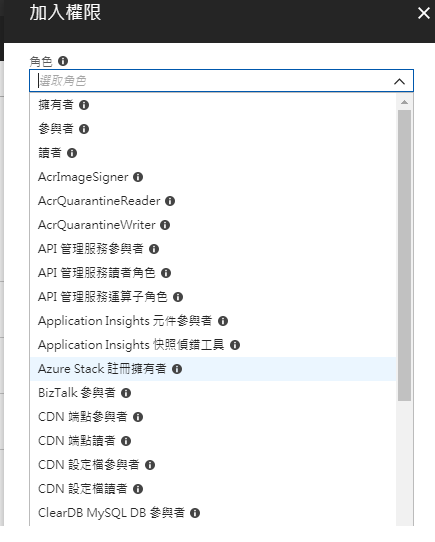 加入權限
角色
選取角色
擁有者
參與者
讀者
AcrImageSigner
AcrQuarantineReader
AcrQuarantineWriter
API 管理服務參與者
API 管理服務讀者角色
API 管理服務運算子角色
Application Insights 元件參與者
Application Insights 快照偵錯工具
Azure Stack 註冊擁有者
BizTalk 參與者
CDN 端點參與者
CDN 端點讀者
CDN 設定檔參與者
CDN 設定檔讀者
ClearDB MySQL DB 參與者